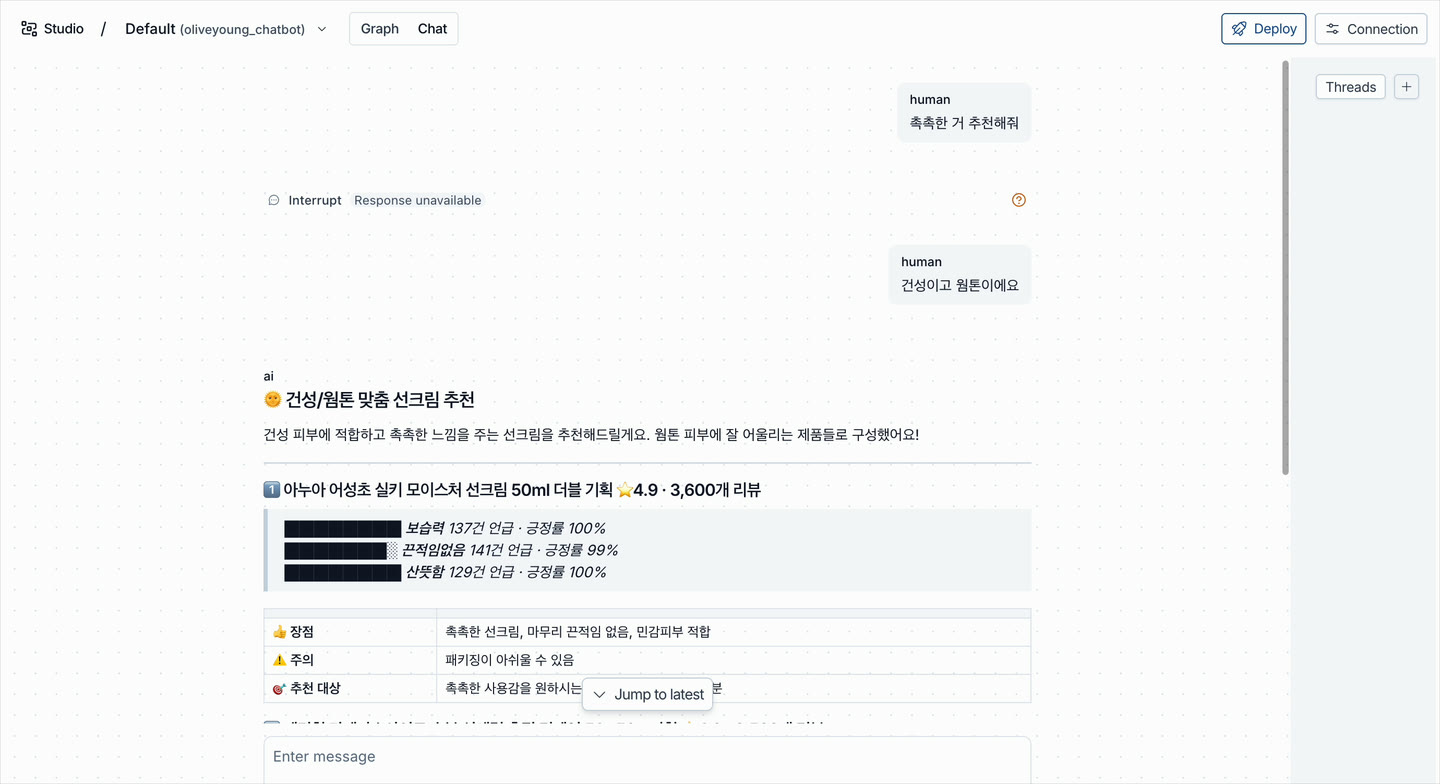 Studio / Default (oliveyoung_chatbot) Graph Chat Deploy Connection
Threads +
human
촉촉한 거 추천해줘
Interrupt Response unavailable
human
건성이고 웜톤이에요
ai
🌞 건성/웜톤 맞춤 선크림 추천
건성 피부에 적합하고 촉촉한 느낌을 주는 선크림을 추천해드릴게요. 웜톤 피부에 잘 어울리는 제품들로 구성했어요!
1️⃣ 아누아 어성초 실키 모이스처 선크림 50ml 더블 기획 ⭐4.9 · 3,600개 리뷰
보습력 137건 언급 · 긍정률 100%
끈적임없음 141건 언급 · 긍정률 99%
산뜻함 129건 언급 · 긍정률 100%
👍 장점 촉촉한 선크림, 마무리 끈적임 없음, 민감피부 적합
⚠️ 주의 패키징이 아쉬울 수 있음
🎯 추천 대상 촉촉한 사용감을 원하시는 분
Jump to latest
Enter message